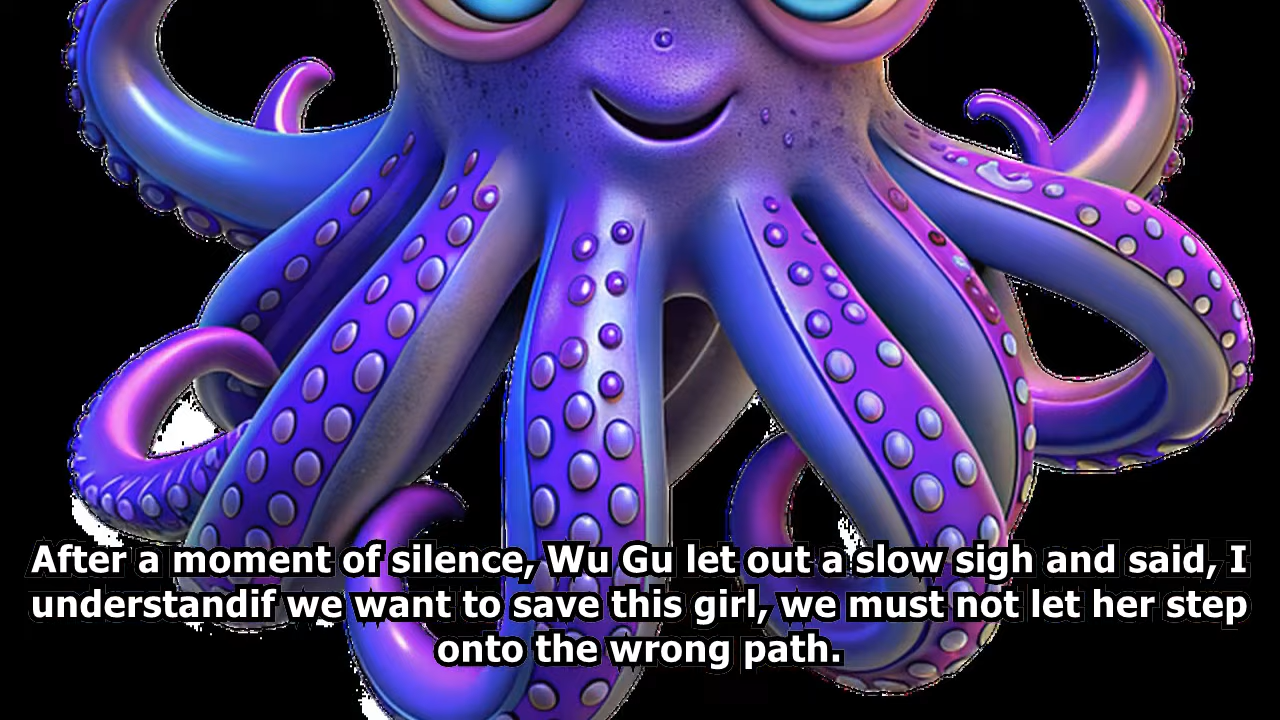 After a moment of silence, Wu Gu let out a slow sigh and said, I
understandif we want to save this girl, we must not let her step
onto the wrong path.